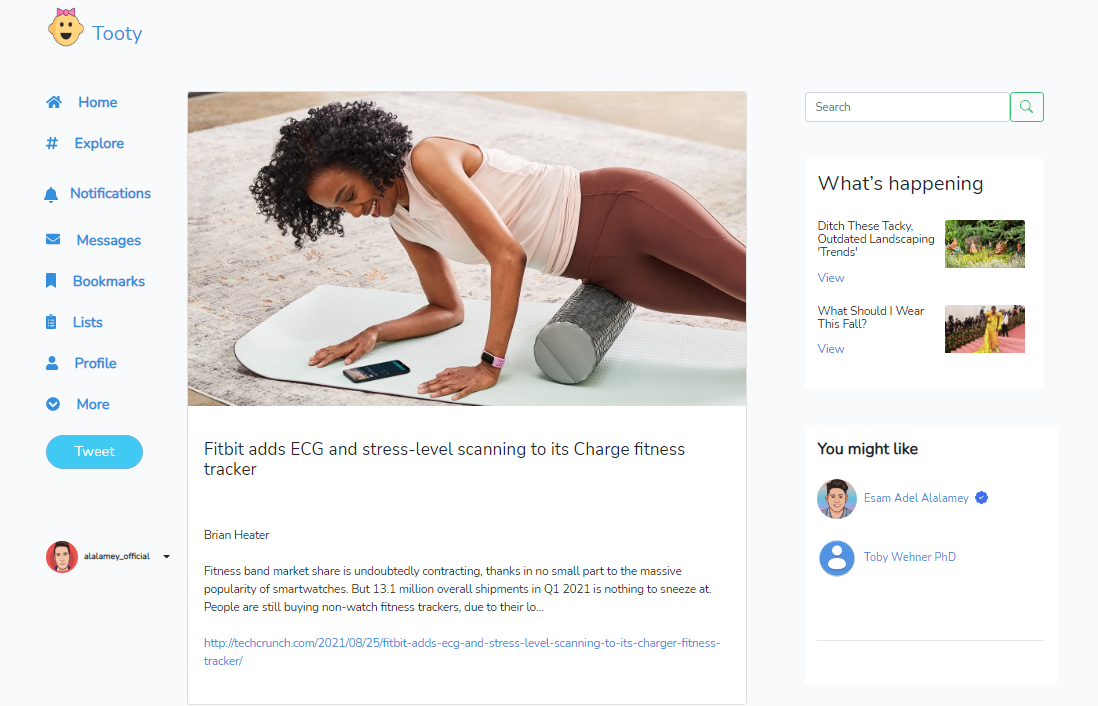 Tooty
Home
Explore
Notifications
Messages
Bookmarks
Lists
Profile
More
Tweet
alalamey_official
Fitbit adds ECG and stress-level scanning to its Charge fitness
tracker
Brian Heater
Fitness band market share is undoubtedly contracting, thanks in no small part to the massive
popularity of smartwatches. But 13.1 million overall shipments in Q1 2021 is nothing to sneeze at.
People are still buying non-watch fitness trackers, due to their lo...
http://techcrunch.com/2021/08/25/fitbit-adds-ecg-and-stress-level-scanning-to-its-charger-fitness-
tracker/
Search
What's happening
Ditch These Tacky,
Outdated Landscaping
'Trends'
View
What Should I Wear
This Fall?
View
You might like
Esam Adel Alalamey
Toby Wehner PhD